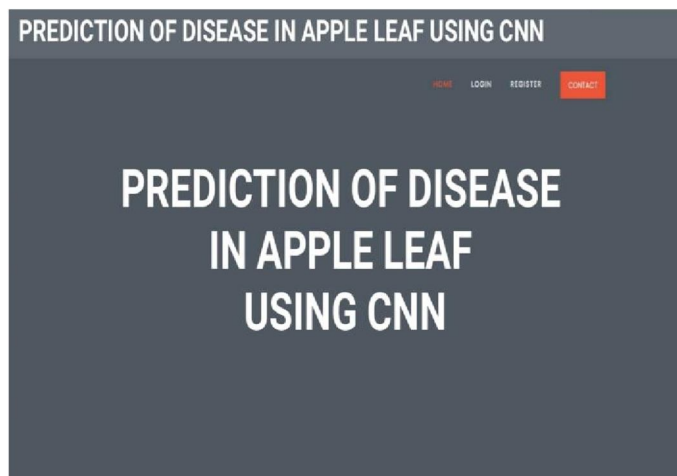 PREDICTION OF DISEASE IN APPLE LEAF USING CNN
HOME LOGIN REGISTER CONTACT
PREDICTION OF DISEASE
IN APPLE LEAF
USING CNN